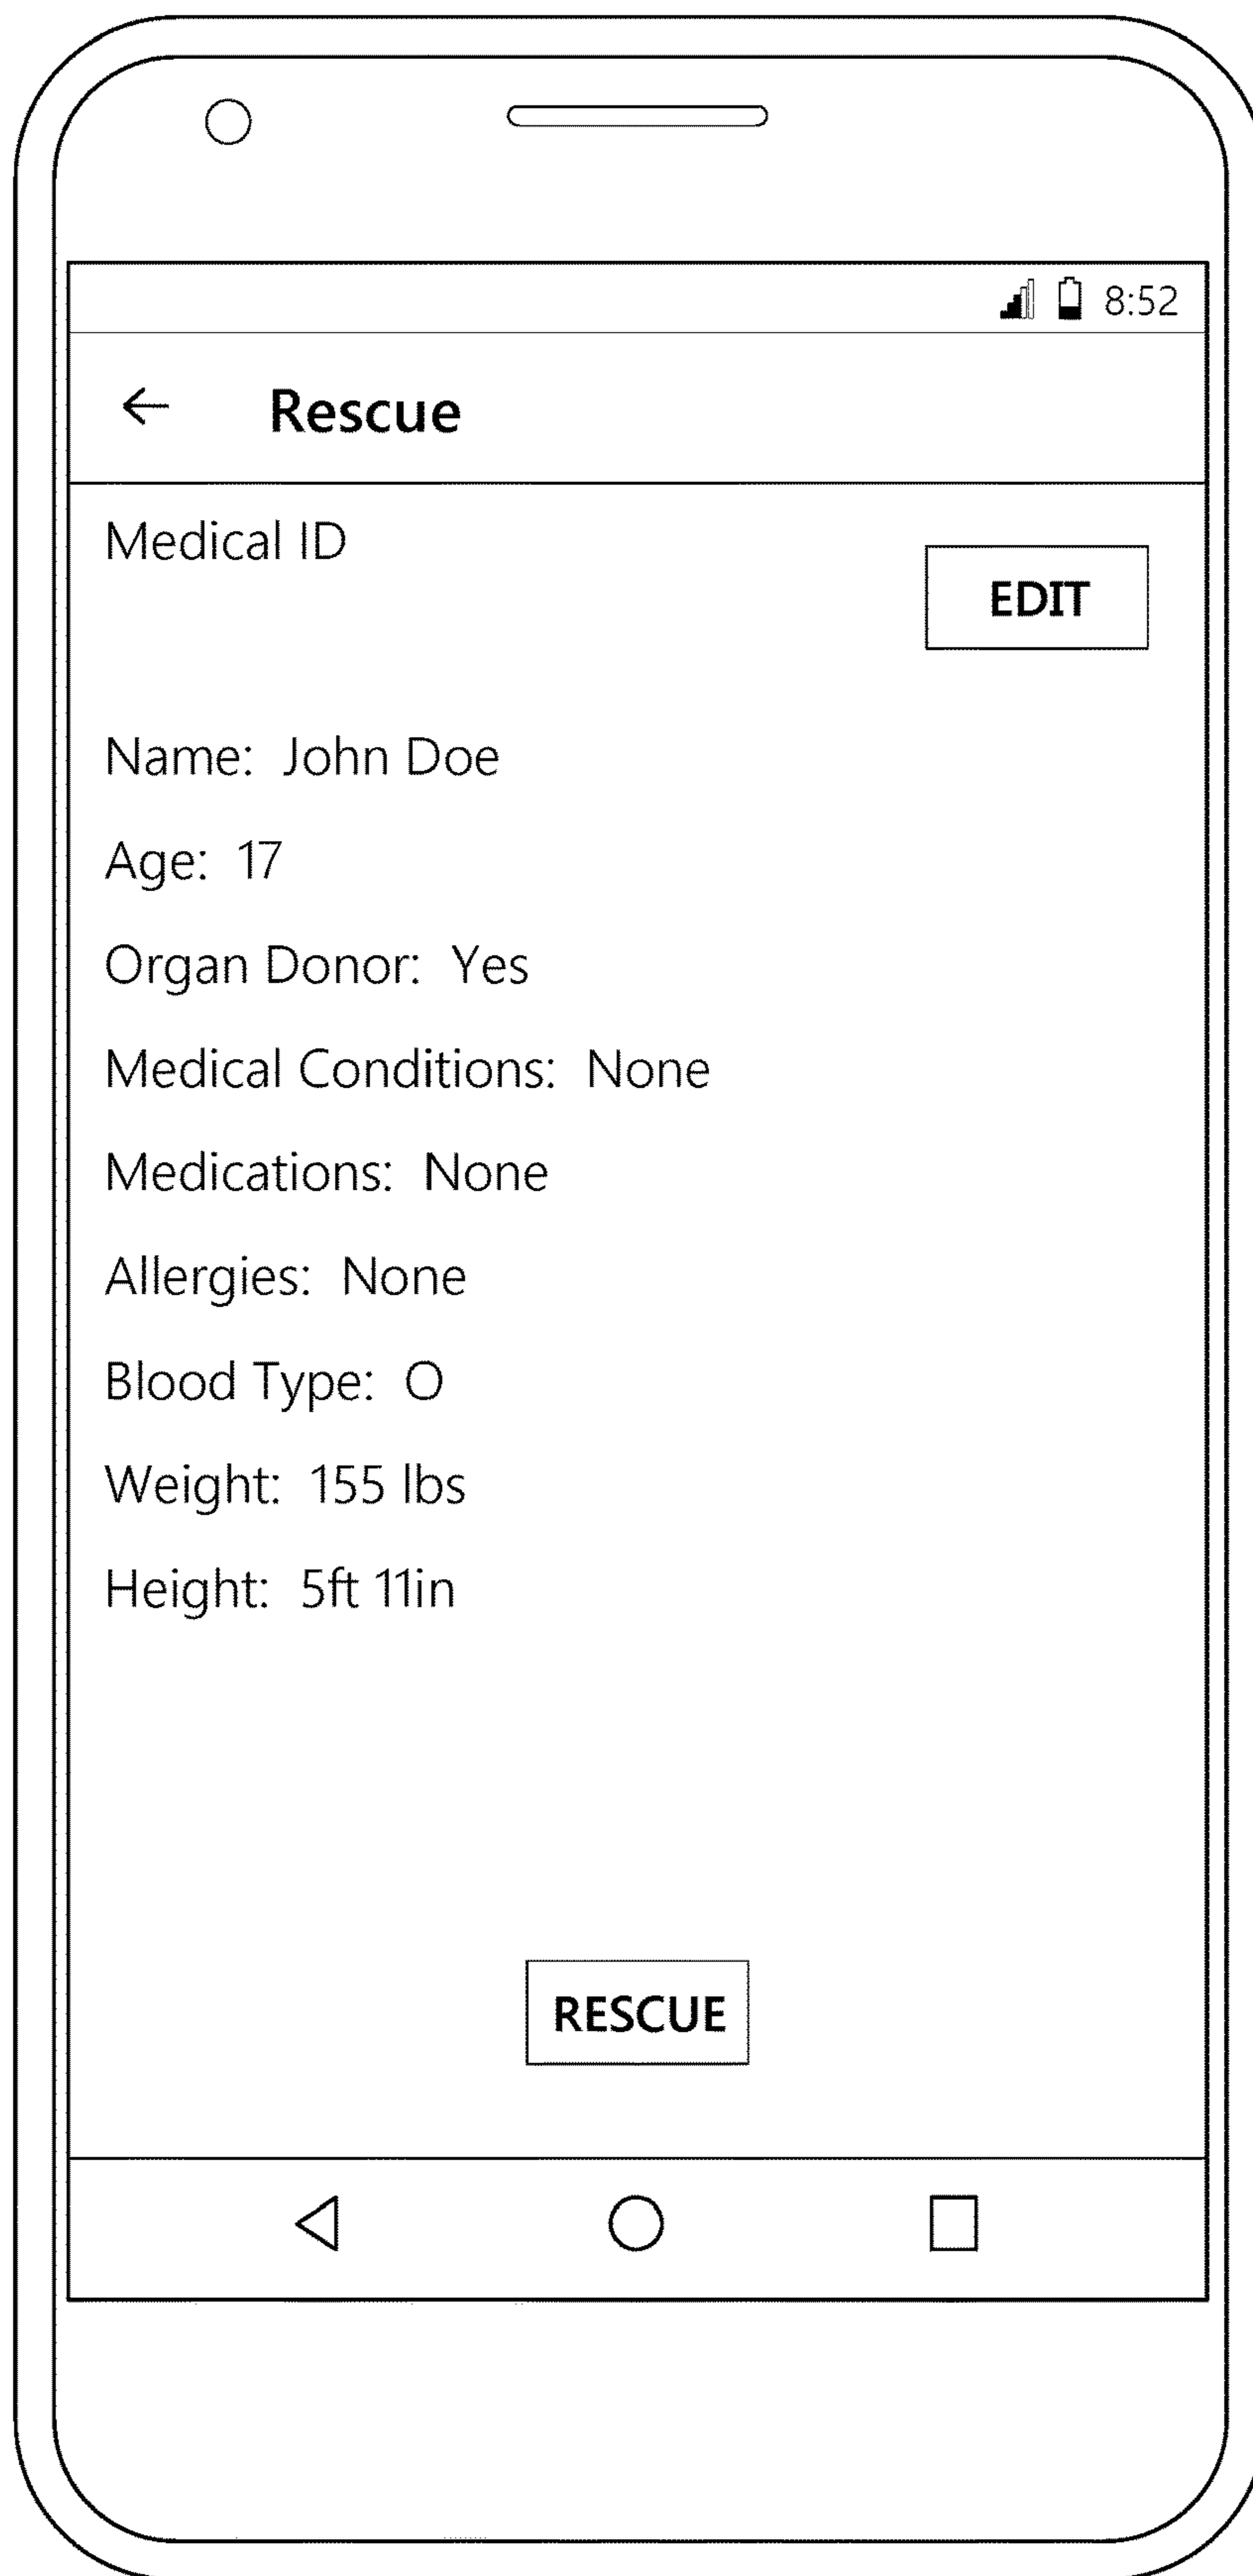 8:52
Rescue
Medical ID
EDIT
Name: John Doe
Age: 17
Organ Donor: Yes
Medical Conditions: None
Medications: None
Allergies: None
Blood Type: O
Weight: 155 lbs
Height: 5ft 11in
RESCUE